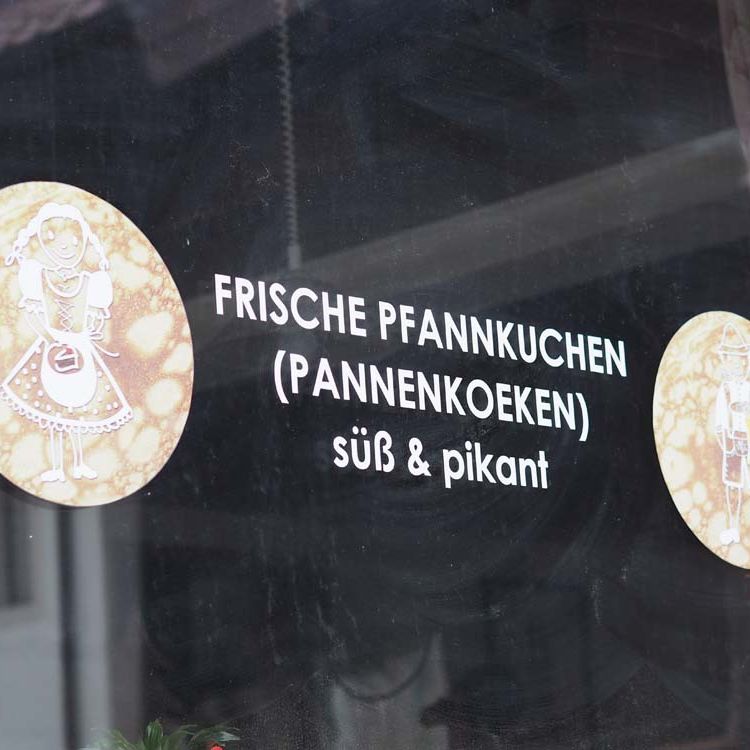 FRISCHE PFANNKUCHEN
(PANNENKOEKEN)
süß & pikant